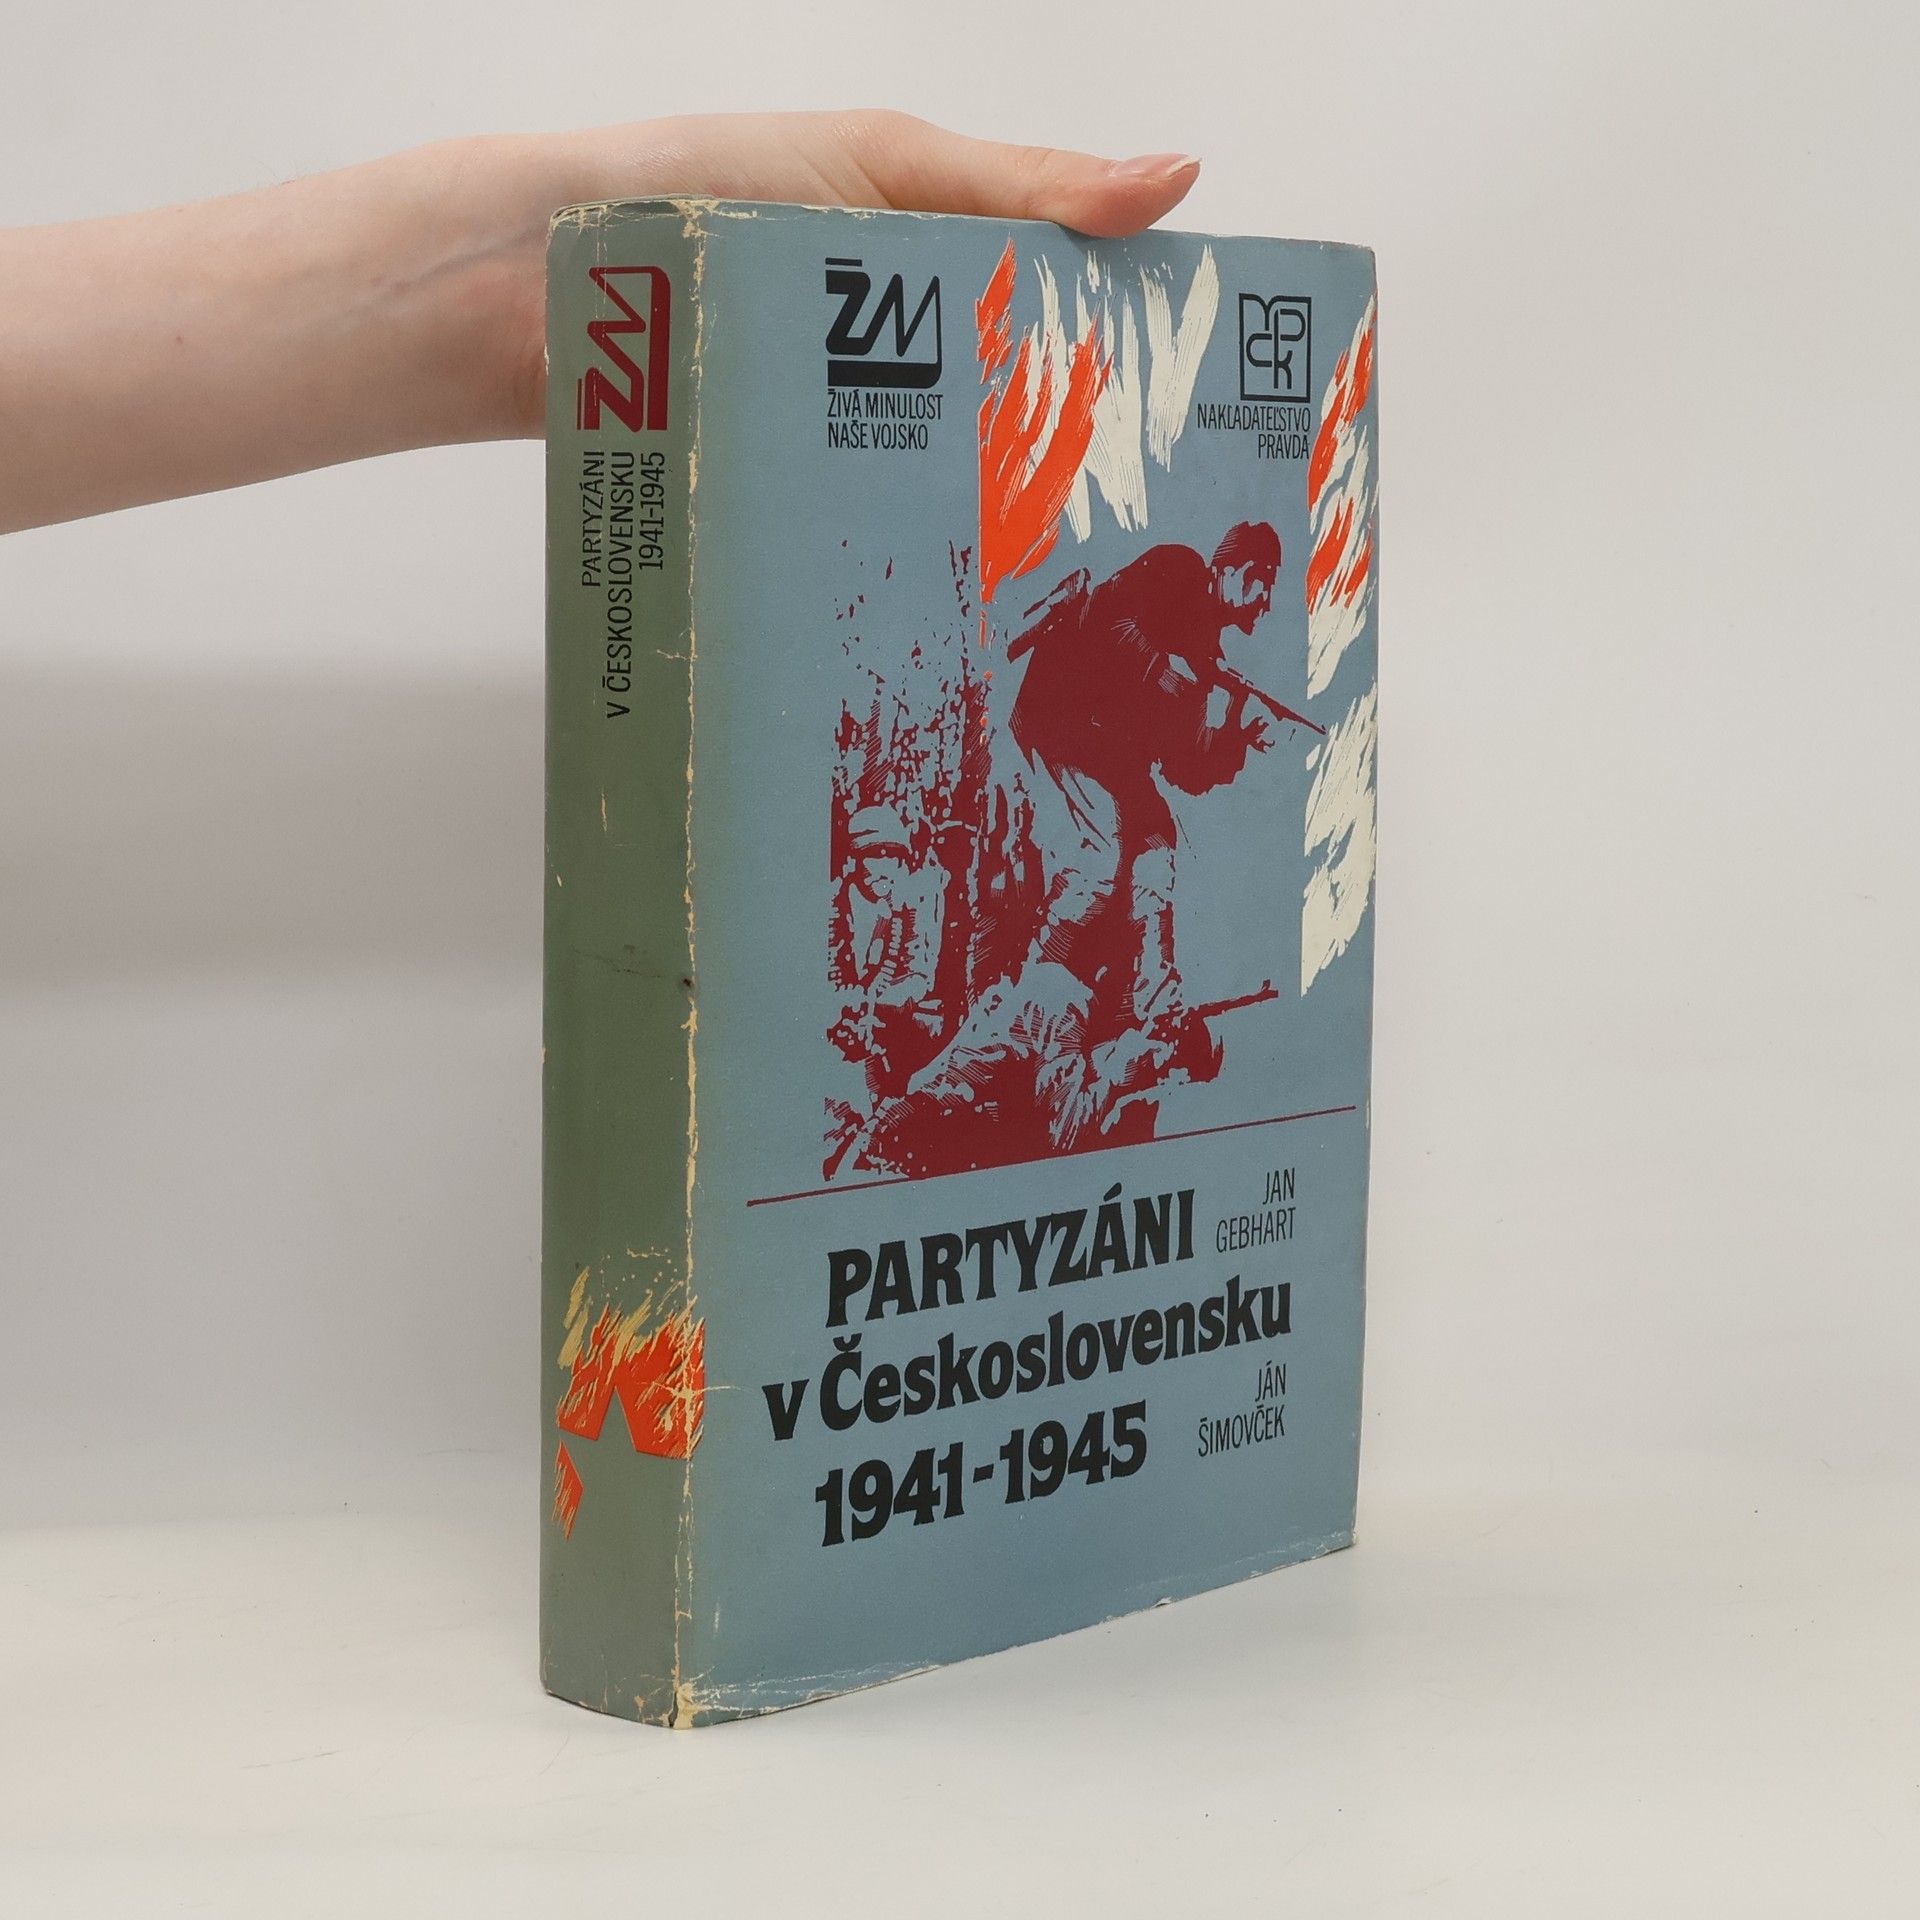 ŽM
PARTYZÁNI
V ČESKOSLOVENSKU
1941-1945
ŽM
ŽIVÁ MINULOST
NAŠE VOJSKO
NAKĽADATEĽSTVO
PRAVDA
PARTYZÁNI
v Československu
1941-1945
JAN
GEBHART
JÁN
ŠIMOVČEK